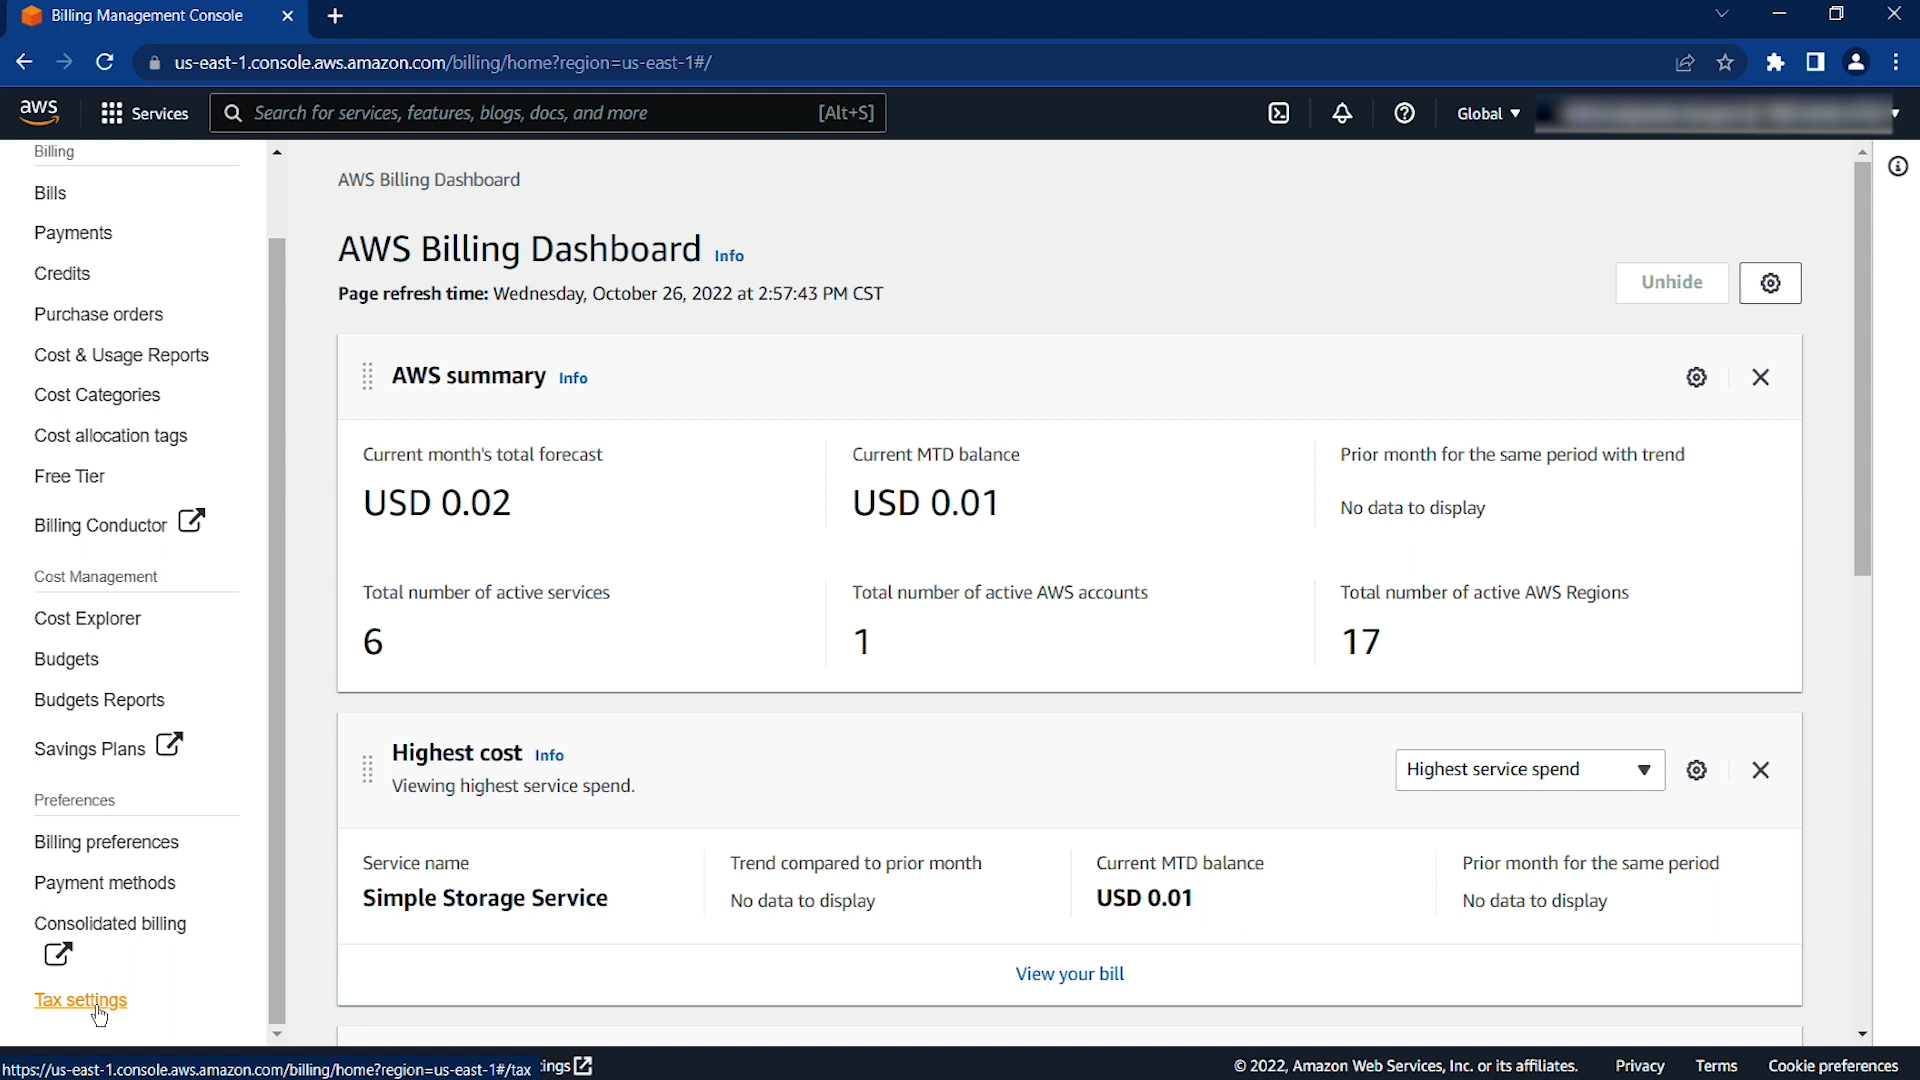 Billing Management Console
us-east-1.console.aws.amazon.com/billing/home?region=us-east-1#/
aws
Services
Search for services, features, blogs, docs, and more [Alt+S]
Global
Billing
Bills
Payments
Credits
Purchase orders
Cost & Usage Reports
Cost Categories
Cost allocation tags
Free Tier
Billing Conductor
Cost Management
Cost Explorer
Budgets
Budgets Reports
Savings Plans
Preferences
Billing preferences
Payment methods
Consolidated billing
Tax settings
AWS Billing Dashboard
AWS Billing Dashboard Info
Page refresh time: Wednesday, October 26, 2022 at 2:57:43 PM CST
Unhide
AWS summary Info
Current month's total forecast
USD 0.02
Current MTD balance
USD 0.01
Prior month for the same period with trend
No data to display
Total number of active services
6
Total number of active AWS accounts
1
Total number of active AWS Regions
17
Highest cost Info
Viewing highest service spend.
Highest service spend
Service name
Simple Storage Service
Trend compared to prior month
No data to display
Current MTD balance
USD 0.01
Prior month for the same period
No data to display
View your bill
https://us-east-1.console.aws.amazon.com/billing/home?region=us-east-1#/tax
ings
© 2022, Amazon Web Services, Inc. or its affiliates.
Privacy
Terms
Cookie preferences